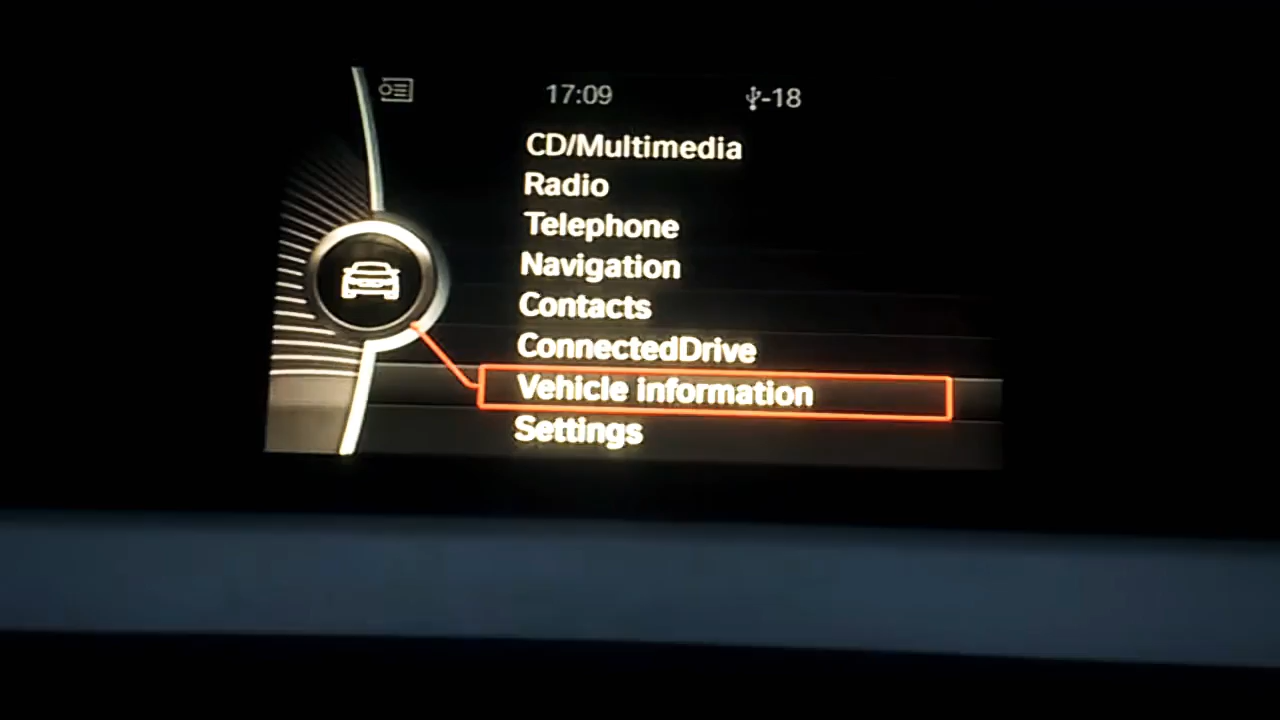 17:09 -18
CD/Multimedia
Radio
Telephone
Navigation
Contacts
ConnectedDrive
Vehicle information
Settings